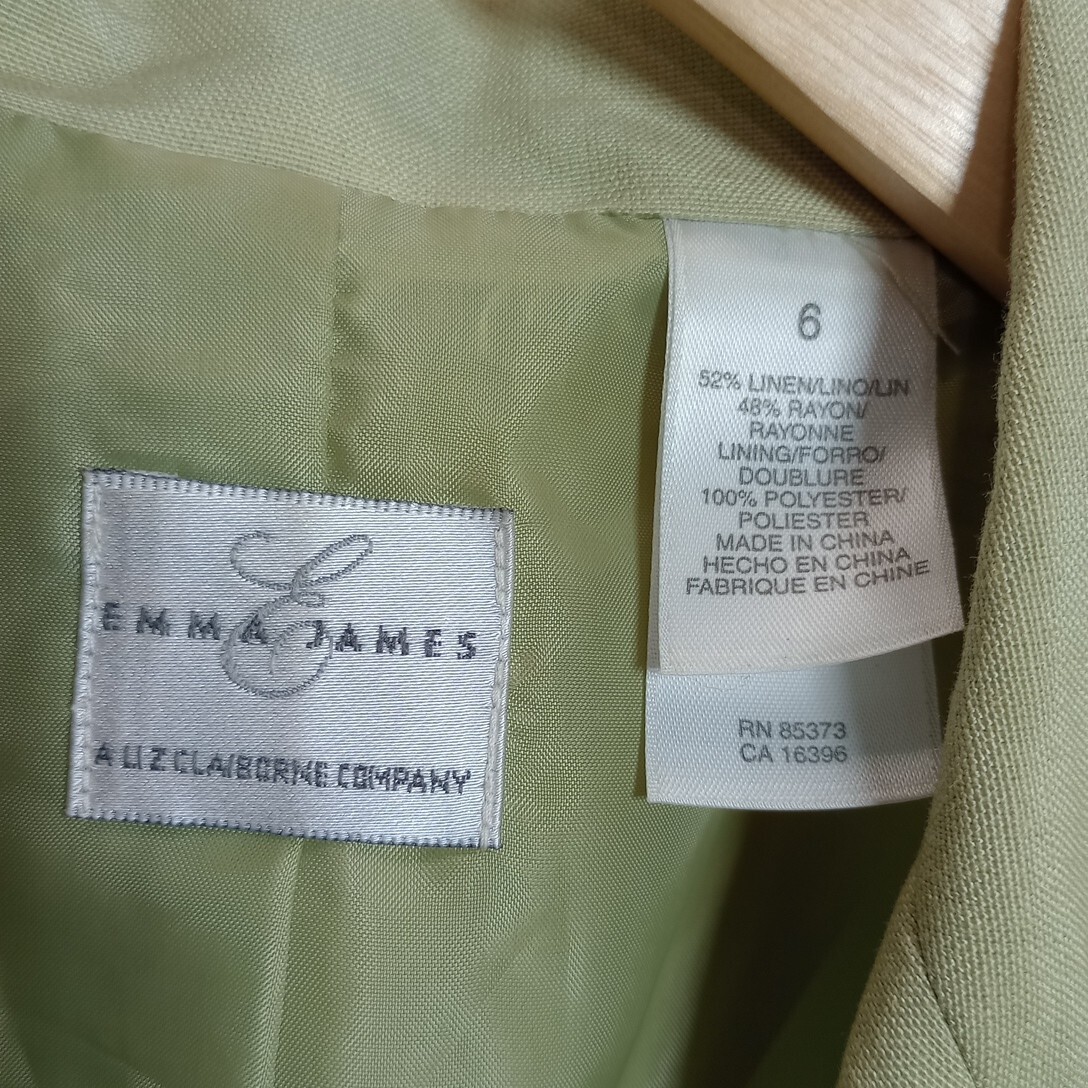 E
EMMA JAMES
A LIZ CLAIBORNE COMPANY
6
52% LINEN/LINO/LIN
48% RAYON/
RAYONNE
LINING/FORRO/
DOUBLURE
100% POLYESTER/
POLIESTER
MADE IN CHINA
HECHO EN CHINA
FABRIQUE EN CHINE
RN 85373
CA 16396